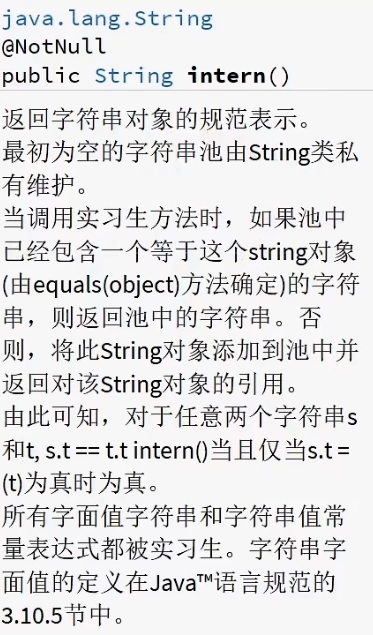 java.lang.String
@NotNull
public String intern()
返回字符串对象的规范表示。
最初为空的字符串池由String类私
有维护。
当调用实习生方法时，如果池中
已经包含一个等于这个string对象
(由equals(object)方法确定)的字符
串，则返回池中的字符串。否
则，将此String对象添加到池中并
返回对该String对象的引用。
由此可知，对于任意两个字符串s
和t, s.t == t.t intern()当且仅当s.t =
(t)为真时为真。
所有字面值字符串和字符串值常
量表达式都被实习生。字符串字
面值的定义在Java™语言规范的
3.10.5节中。